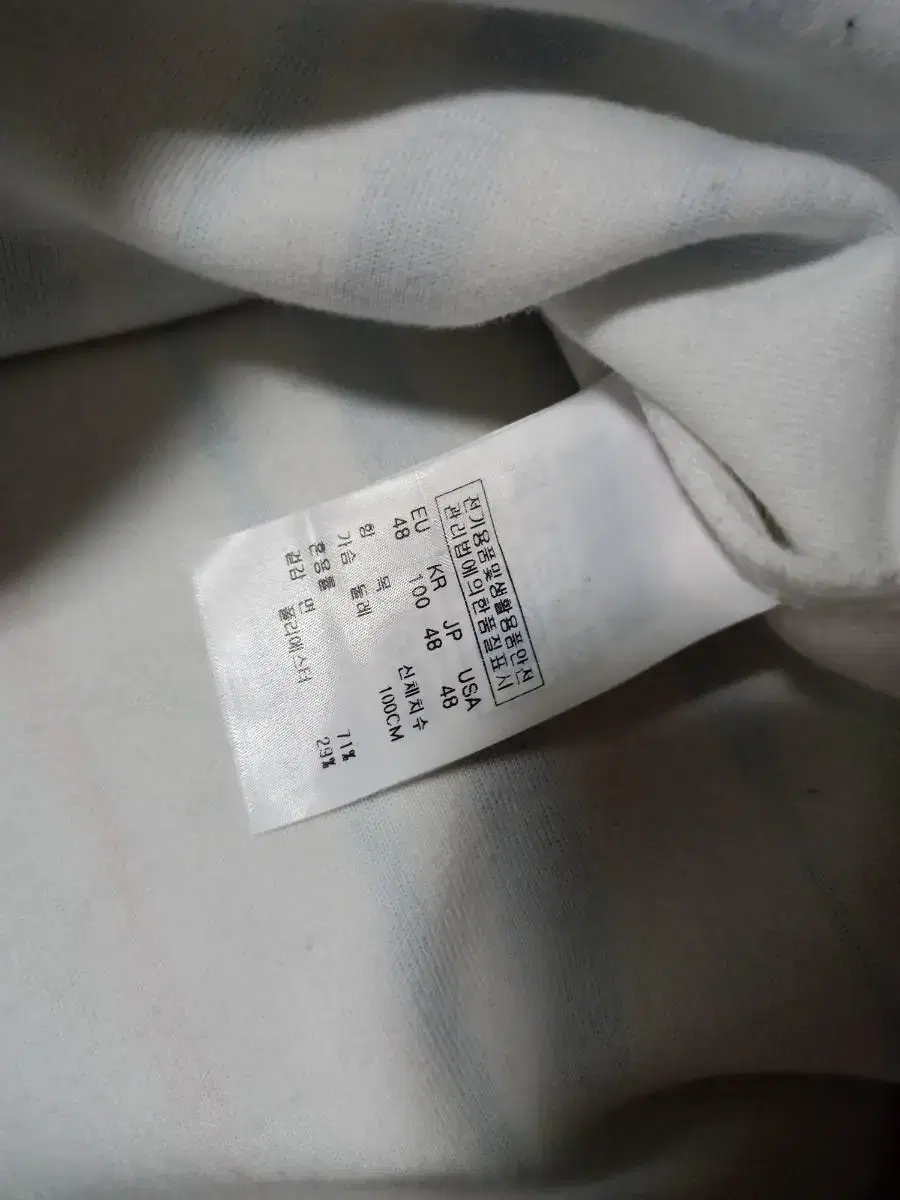 전기용품및생활용품안전
관리법에의한품질표시
EU KR JP USA
48 100 48 48
항 목 신체치수
가슴 둘레 100CM
혼용률
겉감 면 71%
폴리에스터 29%